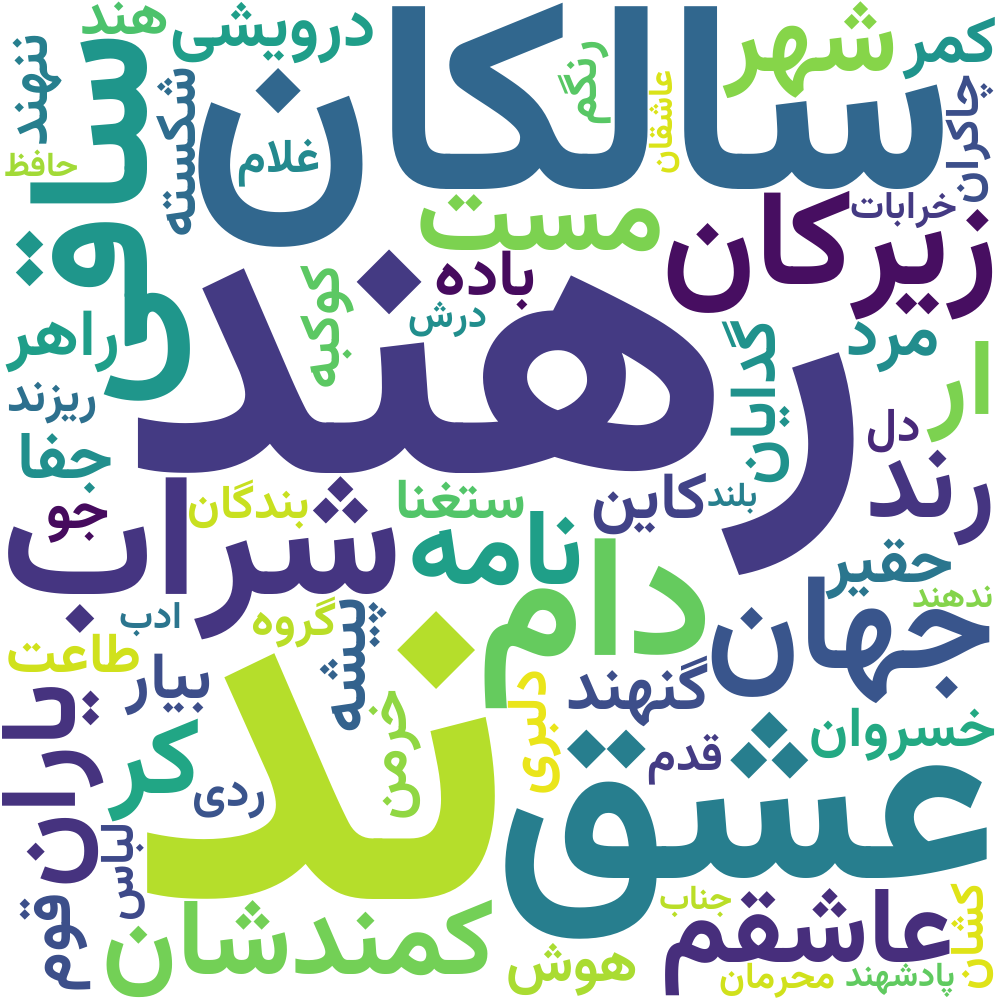 هند
درویشی
سالکان
شهر
کمر
ننهند
ساقی
شکسته
غلام
رنگم
عاشقان
چاکران
حافظ
مست
زیرکان
خرابات
باده
کوکبه
درش
راهر
رهند
گدایان
مرد
ار
ریزند
دل
جفا
رند
جو
شراب
بندگان
ستغنا
کاین
بلند
نامه
دام
حقیر
ندهند
ادب
گروه
پیشه
جهان
طاعت
بیار
ند
گنهند
دلبری
یاران
خرمن
خسروان
کر
ردی
قدم
عشق
لباس
قوم
کمندشان
هوش
جناب
عاشقم
کشان
محرمان
پادشهند